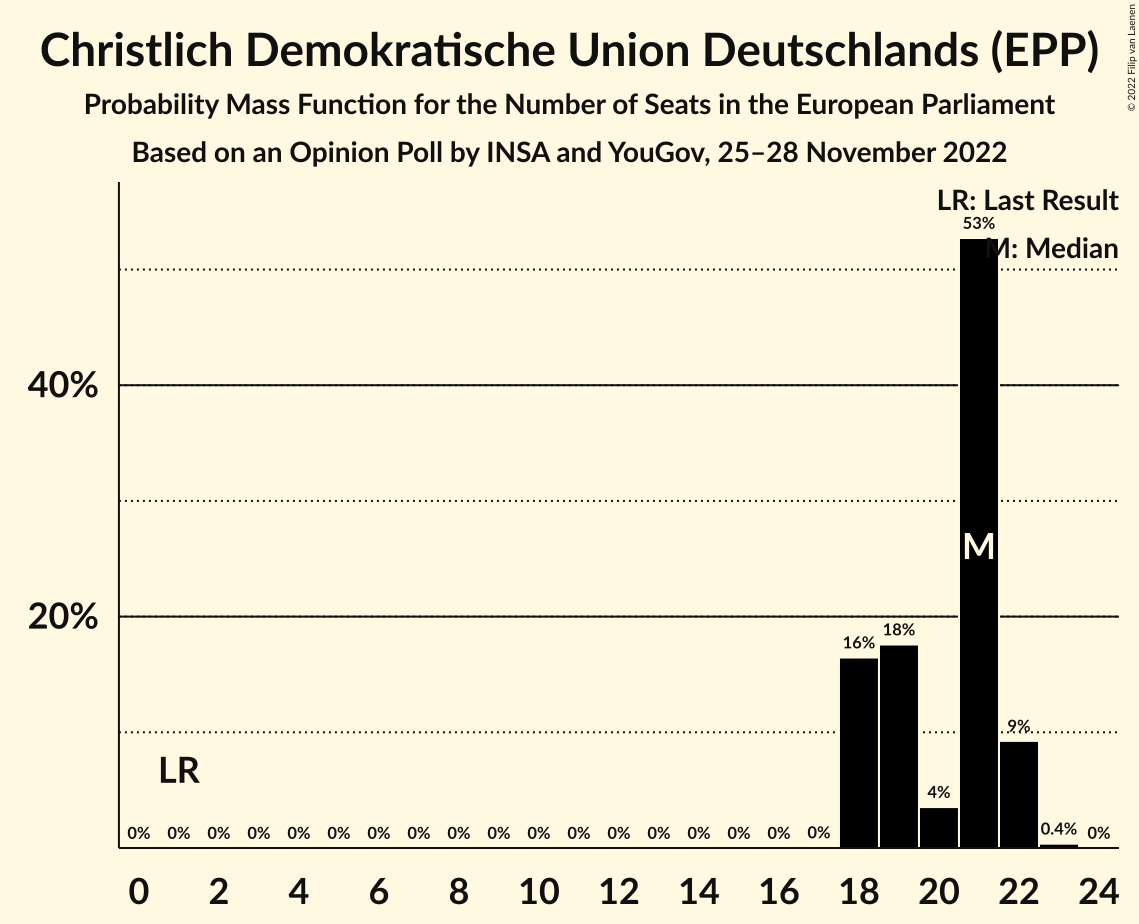 Christlich Demokratische Union Deutschlands (EPP)
Probability Mass Function for the Number of Seats in the European Parliament
Based on an Opinion Poll by INSA and YouGov, 25–28 November 2022
© 2022 Filip van Laenen
LR: Last Result
53%
M: Median
40%
M
20%
18%
16%
9%
LR
4%
0% 0% 0% 0% 0% 0% 0% 0% 0% 0% 0% 0% 0% 0% 0% 0% 0% 0% 0.4% 0%
0 2 4 6 8 10 12 14 16 18 20 22 24